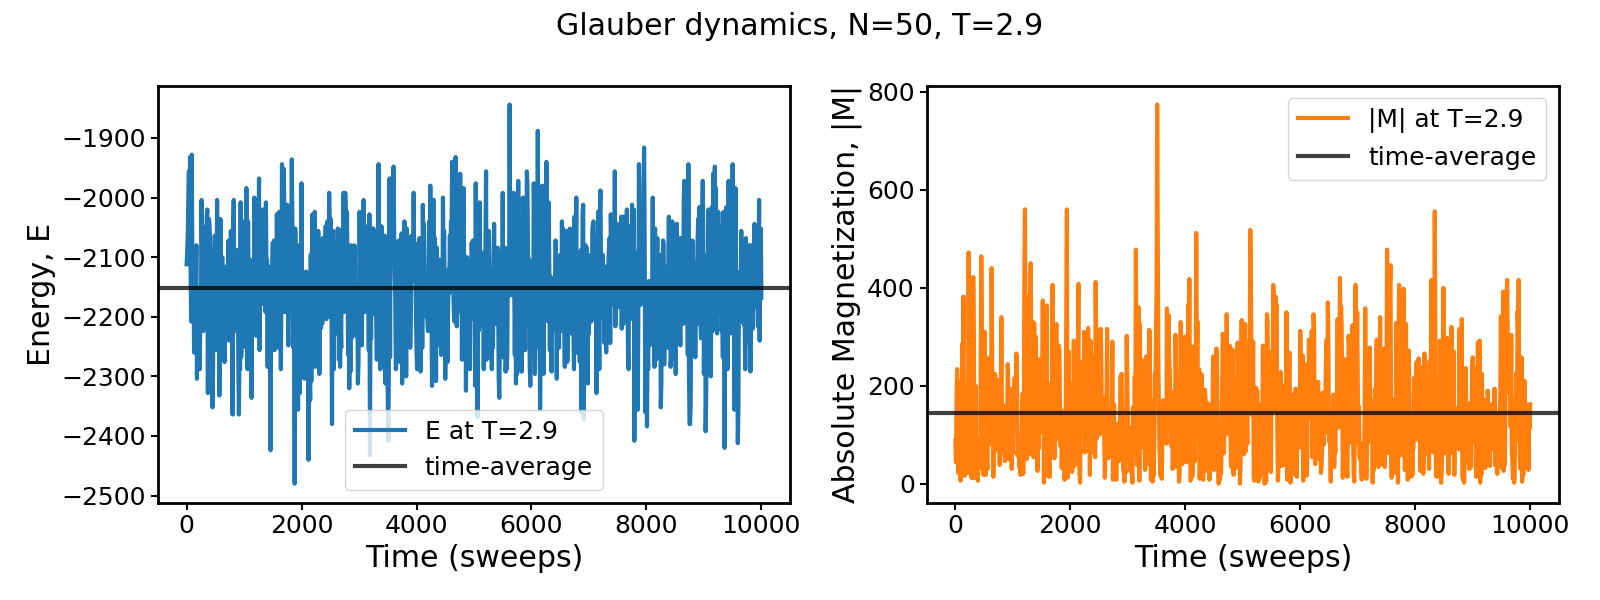 Glauber dynamics, N=50, T=2.9
Energy, E
−1900
−2000
−2100
−2200
−2300
−2400
−2500
E at T=2.9
time-average
0
2000
4000
6000
8000
10000
Time (sweeps)
Absolute Magnetization, |M|
800
600
400
200
0
|M| at T=2.9
time-average
0
2000
4000
6000
8000
10000
Time (sweeps)